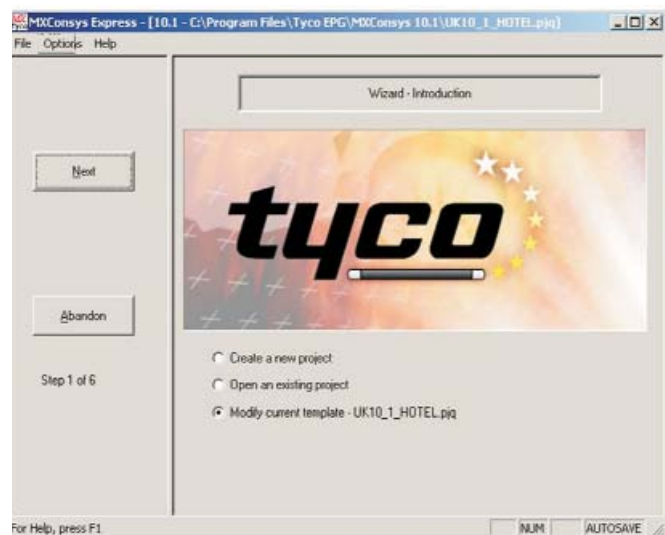 MXConsys Express - [10.1 - C:\Program Files\Tyco EPG\MXConsys 10.1\UK10_1_HOTEL.pjq]
File Options Help
Wizard - Introduction
Next
tyco
Abandon
Create a new project
Step 1 of 6
Open an existing project
Modify current template - UK10_1_HOTEL.pjq
For Help, press F1
NUM
AUTOSAVE